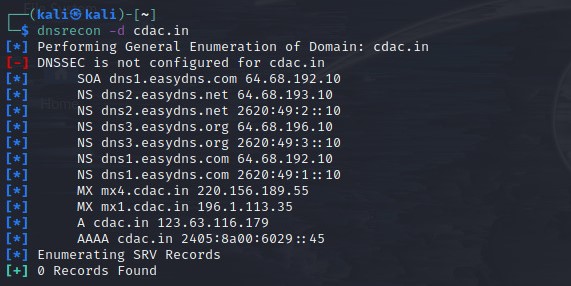 ┌──(kali㉿kali)-[~]
└─$ dnsrecon -d cdac.in
[*] Performing General Enumeration of Domain: cdac.in
[-] DNSSEC is not configured for cdac.in
[*] SOA dns1.easydns.com 64.68.192.10
[*] NS dns2.easydns.net 64.68.193.10
[*] NS dns2.easydns.net 2620:49:2::10
[*] NS dns3.easydns.org 64.68.196.10
[*] NS dns3.easydns.org 2620:49:3::10
[*] NS dns1.easydns.com 64.68.192.10
[*] NS dns1.easydns.com 2620:49:1::10
[*] MX mx4.cdac.in 220.156.189.55
[*] MX mx1.cdac.in 196.1.113.35
[*] A cdac.in 123.63.116.179
[*] AAAA cdac.in 2405:8a00:6029::45
[*] Enumerating SRV Records
[+] 0 Records Found